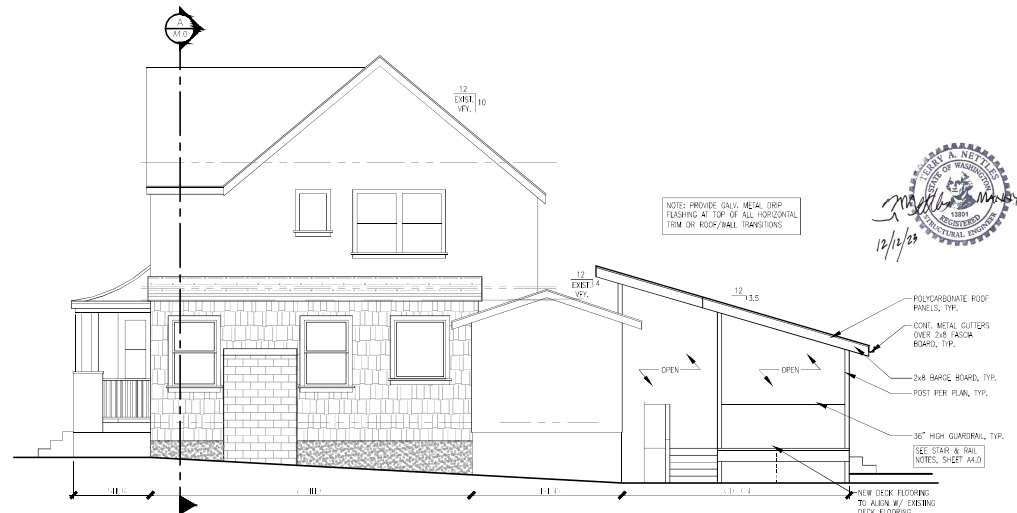 A
M.0
12
EXIST.
VFY.
10
NOTE: PROVIDE GALV. METAL DRIP
FLASHING AT TOP OF ALL HORIZONTAL
TRIM OR ROOF/WALL TRANSITIONS
TERRY A. NETTLES
STATE OF WASHINGTON
13801
REGISTERED
STRUCTURAL ENGINEER
12/12/23
12
EXIST.
VFY.
4
12
3.5
POLYCARBONATE ROOF
PANELS, TYP.
CONT. METAL GUTTERS
OVER 2x8 FASCIA
BOARD, TYP.
OPEN
OPEN
2x8 BARGE BOARD, TYP.
POST PER PLAN, TYP.
36" HIGH GUARDRAIL, TYP.
SEE STAIR & RAIL
NOTES, SHEET A4.0
NEW DECK FLOORING
TO ALIGN W/ EXISTING
DECK FLOORING